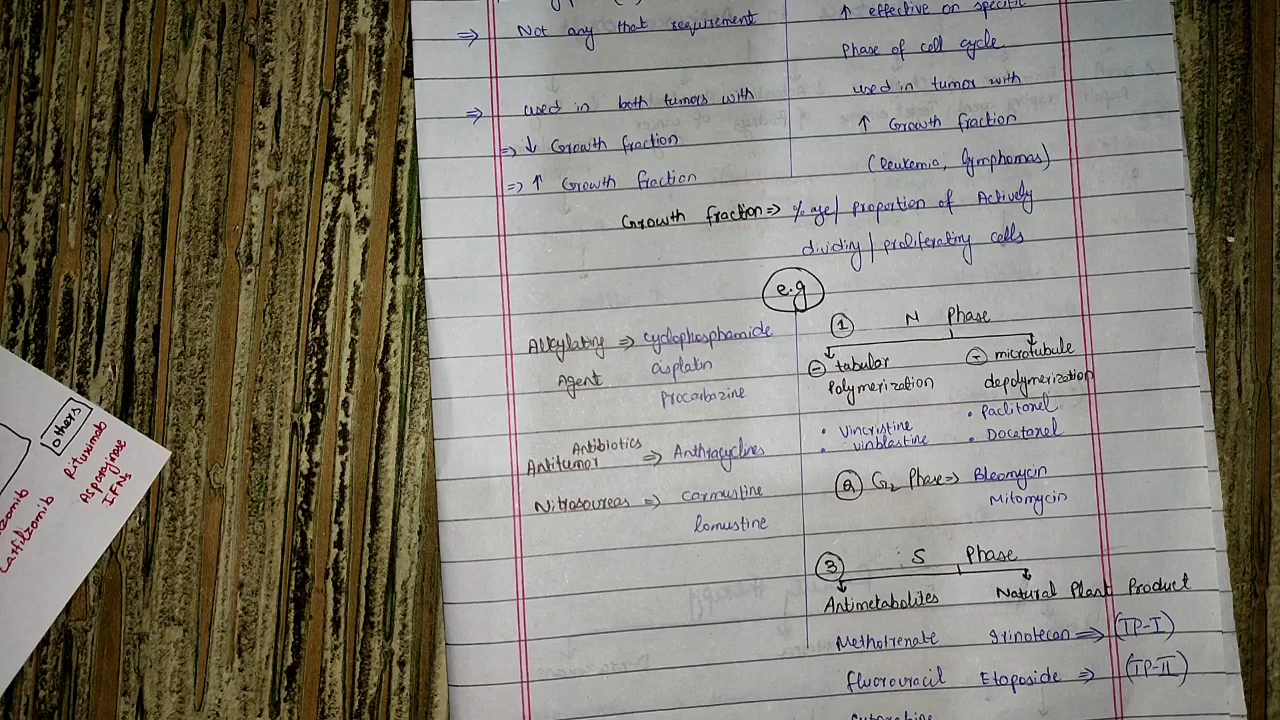 ⇒ Not any that requirement
⇒ used in both tumors with
⇒ ↓ Growth fraction
⇒ ↑ Growth fraction
↑ effective on specific
Phase of cell cycle
used in tumor with
↑ Growth fraction
(leukemia, lymphomas)
Growth fraction ⇒ %age/ proportion of Actively
dividing/ proliferating cells
e.g
Alkylating ⇒ cyclophosphamide
Agent cisplatin
Procarbazine
Antibiotics
Antitumor ⇒ Anthracyclines
Nitrosoureas ⇒ carmustine
lomustine
① Phase
⊖ tabular
Polymerization
⊖ microtubule
depolymerization
• Vincristine
• vinblastine
• Paclitaxel
• Docataxel
② G2 Phase ⇒ Bleomycin
Mitomycin
③ S Phase
Antimetabolites Natural Plant Product
Methotrexate Irinotecan ⇒ (TP-I)
fluorouracil Etoposide ⇒ (TP-II)
others
Rituximab
Asparaginase
IFNs
zomib
Carfilzomib